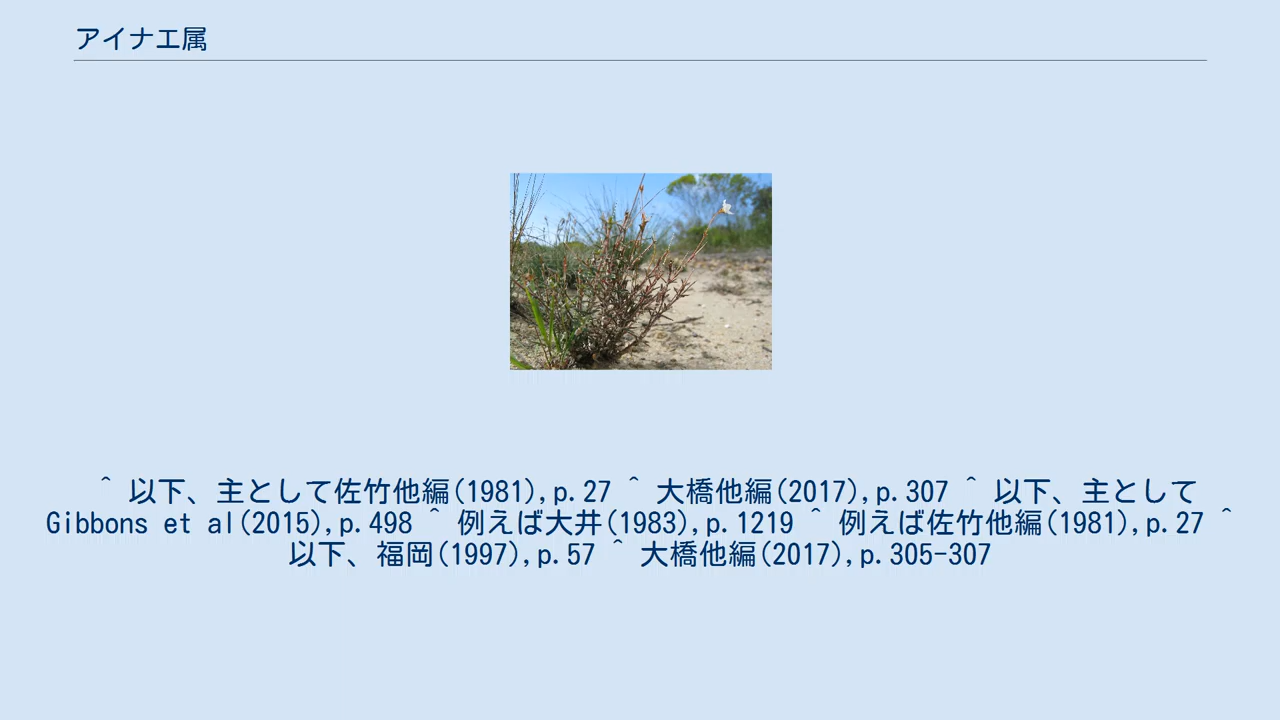 アイナエ属
^ 以下、主として佐竹他編(1981),p.27 ^ 大橋他編(2017),p.307 ^ 以下、主として
Gibbons et al(2015),p.498 ^ 例えば大井(1983),p.1219 ^ 例えば佐竹他編(1981),p.27 ^
以下、福岡(1997),p.57 ^ 大橋他編(2017),p.305-307